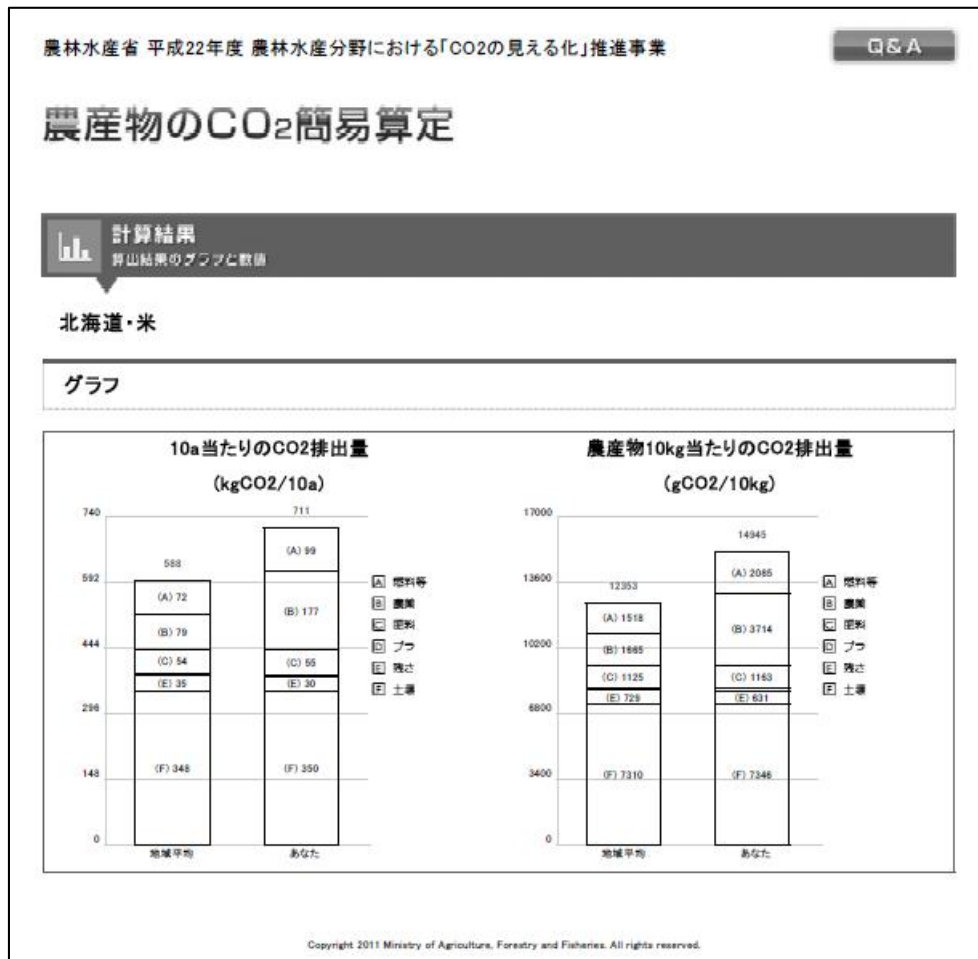 農林水産省 平成22年度 農林水産分野における「CO2の見える化」推進事業
Q&A
農産物のCO2簡易算定
計算結果
算出結果のグラフと数値
北海道・米
グラフ
10a当たりのCO2排出量
(kgCO2/10a)
740
592
444
296
148
0
588
(A) 72
(B) 79
(C) 54
(E) 35
(F) 348
地域平均
711
(A) 99
(B) 177
(C) 55
(E) 30
(F) 350
あなた
A 燃料等
B 農薬
C 肥料
D プラ
E 残さ
F 土壌
農産物10kg当たりのCO2排出量
(gCO2/10kg)
17000
13600
10200
6800
3400
0
12353
(A) 1518
(B) 1665
(C) 1125
(E) 729
(F) 7310
地域平均
14945
(A) 2085
(B) 3714
(C) 1163
(E) 631
(F) 7346
あなた
A 燃料等
B 農薬
C 肥料
D プラ
E 残さ
F 土壌
Copyright 2011 Ministry of Agriculture, Forestry and Fisheries. All rights reserved.